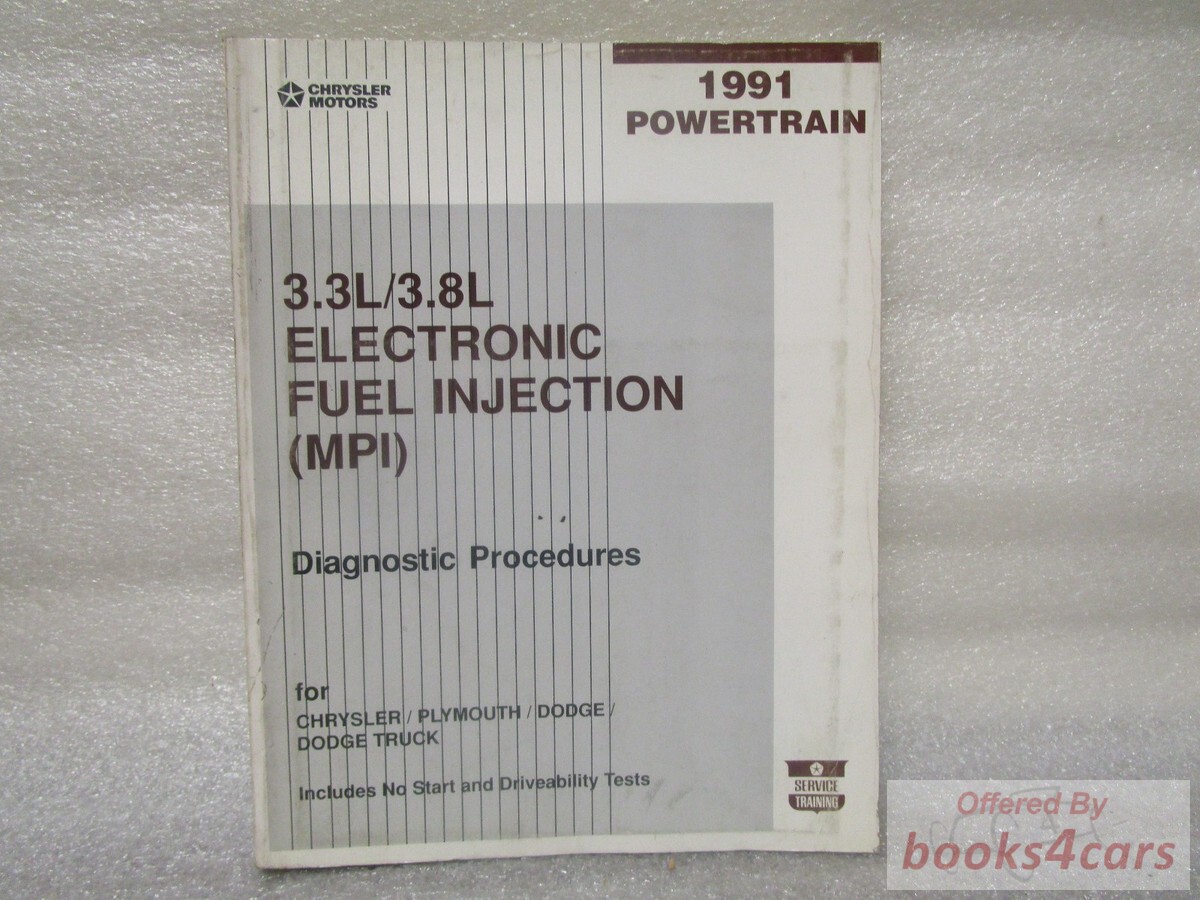 CHRYSLER
MOTORS
1991
POWERTRAIN
3.3L/3.8L
ELECTRONIC
FUEL INJECTION
(MPI)
Diagnostic Procedures
for
CHRYSLER / PLYMOUTH / DODGE /
DODGE TRUCK
Includes No Start and Driveability Tests
SERVICE
TRAINING
Offered By
books4cars